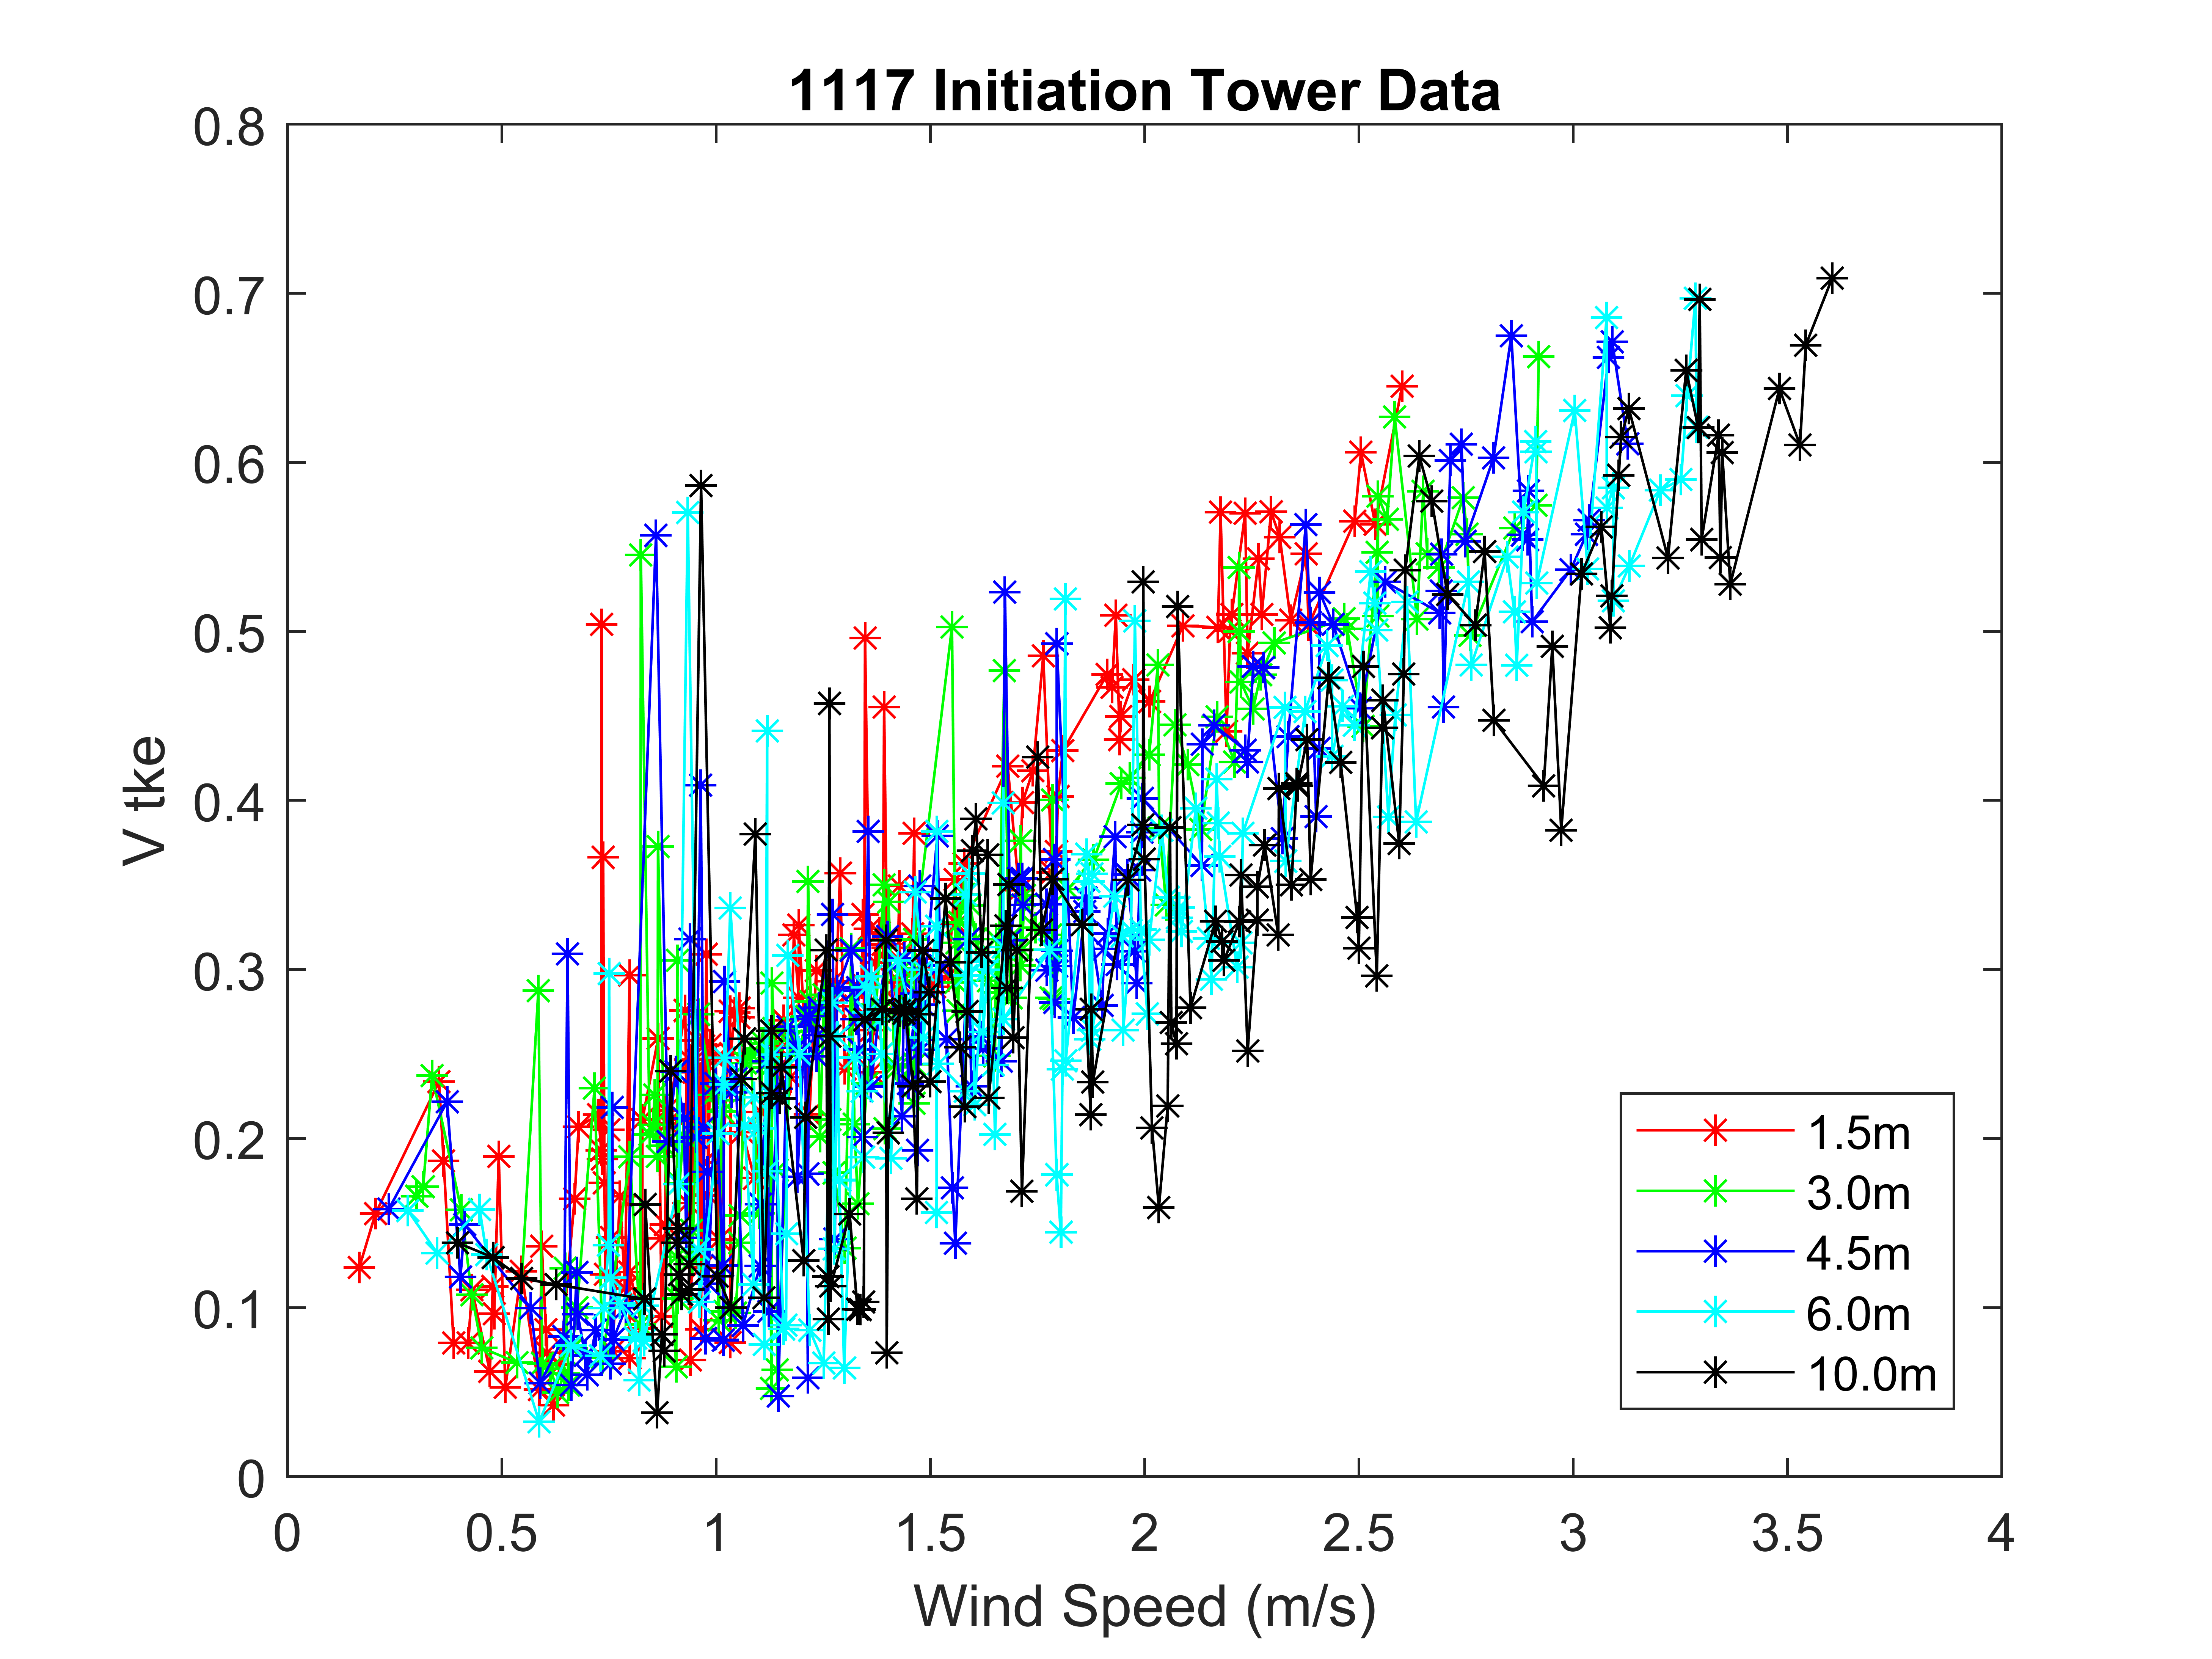 1117 Initiation Tower Data
0.8
0.7
0.6
0.5
0.4
0.3
0.2
0.1
0
V tke
1.5m
3.0m
4.5m
6.0m
10.0m
0 0.5 1 1.5 2 2.5 3 3.5 4
Wind Speed (m/s)